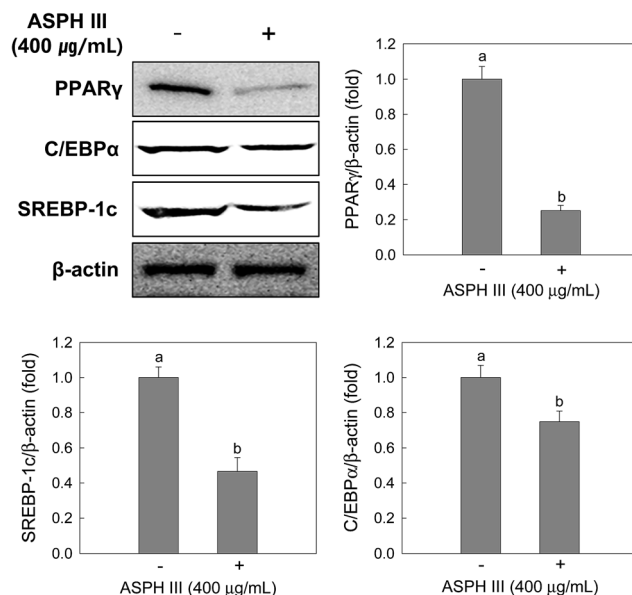 ASPH III
(400 μg/mL)
- +
PPARγ
C/EBPα
SREBP-1c
β-actin
PPARγ/β-actin (fold)
1.2
1.0
0.8
0.6
0.4
0.2
0.0
a
b
- +
ASPH III (400 μg/mL)
SREBP-1c/β-actin (fold)
1.2
1.0
0.8
0.6
0.4
0.2
0.0
a
b
- +
ASPH III (400 μg/mL)
C/EBPα/β-actin (fold)
1.2
1.0
0.8
0.6
0.4
0.2
0.0
a
b
- +
ASPH III (400 μg/mL)